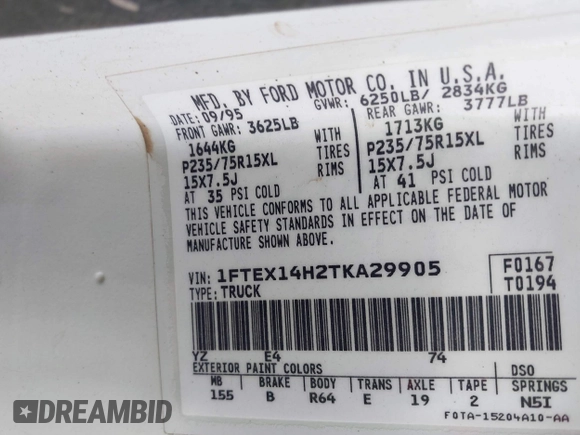 MFD. BY FORD MOTOR CO. IN U.S.A.
DATE: 09/95 GVWR: 6250LB/ 2834KG
FRONT GAWR: 3625LB REAR GAWR: 3777LB
1644KG WITH 1713KG WITH
P235/75R15XL TIRES P235/75R15XL TIRES
15X7.5J RIMS 15X7.5J RIMS
AT 35 PSI COLD AT 41 PSI COLD
THIS VEHICLE CONFORMS TO ALL APPLICABLE FEDERAL MOTOR
VEHICLE SAFETY STANDARDS IN EFFECT ON THE DATE OF
MANUFACTURE SHOWN ABOVE.
VIN: 1FTEX14H2TKA29905 F0167
TYPE: TRUCK T0194
YZ E4 74
EXTERIOR PAINT COLORS DSO
WB BRAKE BODY TRANS AXLE TAPE SPRINGS
155 B R64 E 19 2 N5I
F0TA-15204A10-AA
DREAMBID